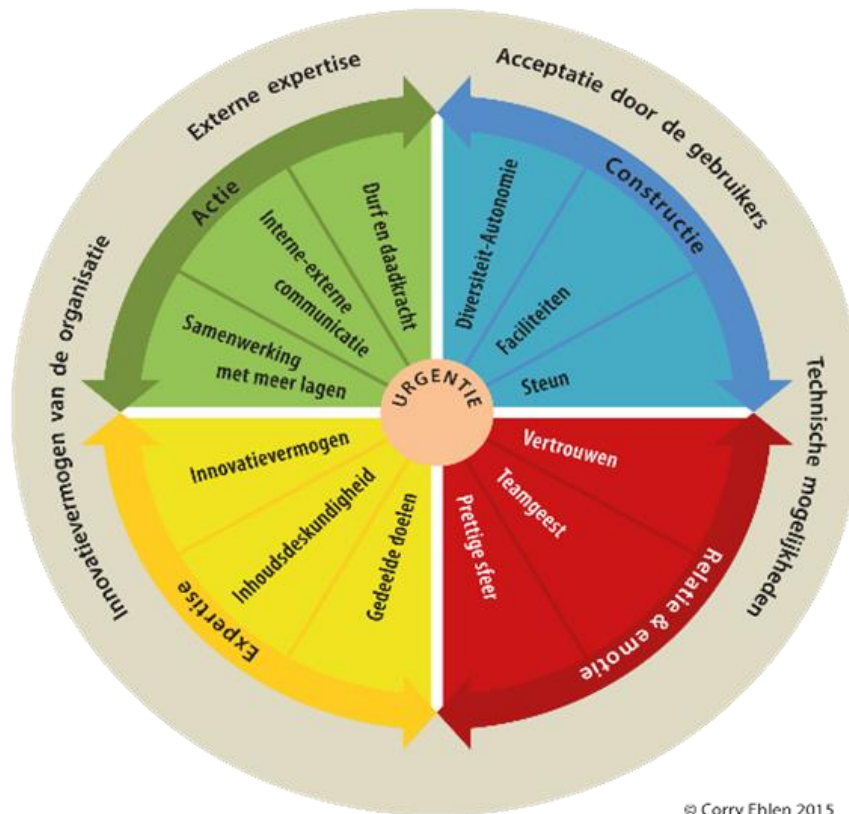 Externe expertise
Acceptatie door de gebruikers
Technische mogelijkheden
Innovatievermogen van de organisatie
Actie
Samenwerking
met meer lagen
Interne-externe
communicatie
Durf en daadkracht
Constructie
Diversiteit-Autonomie
Faciliteiten
Steun
URGENTIE
Relatie & emotie
Vertrouwen
Teamgeest
Prettige sfeer
Expertise
Innovatievermogen
Inhoudsdeskundigheid
Gedeelde doelen
© Corry Ehlen 2015